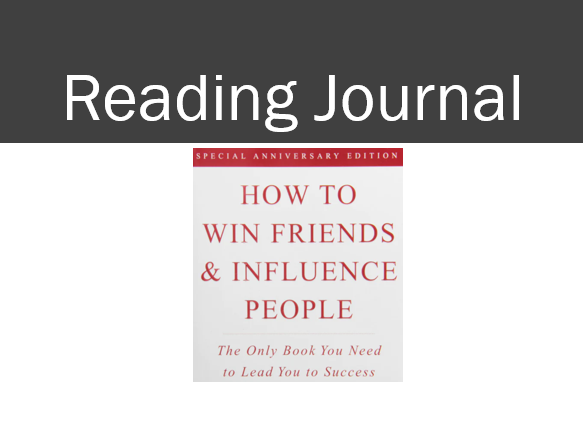 Reading Journal
SPECIAL ANNIVERSARY EDITION
HOW TO
WIN FRIENDS
& INFLUENCE
PEOPLE
The Only Book You Need
to Lead You to Success